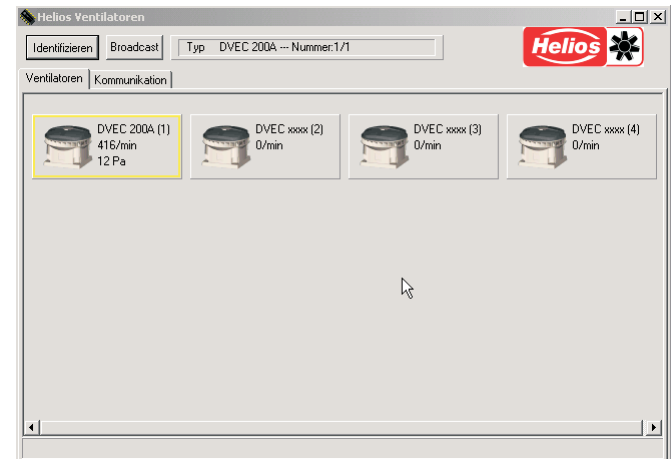 Helios Ventilatoren
Identifizieren Broadcast Typ DVEC 200A --- Nummer:1/1
Helios
Ventilatoren Kommunikation
DVEC 200A (1)
416/min
12 Pa
DVEC xxxx (2)
0/min
DVEC xxxx (3)
0/min
DVEC xxxx (4)
0/min